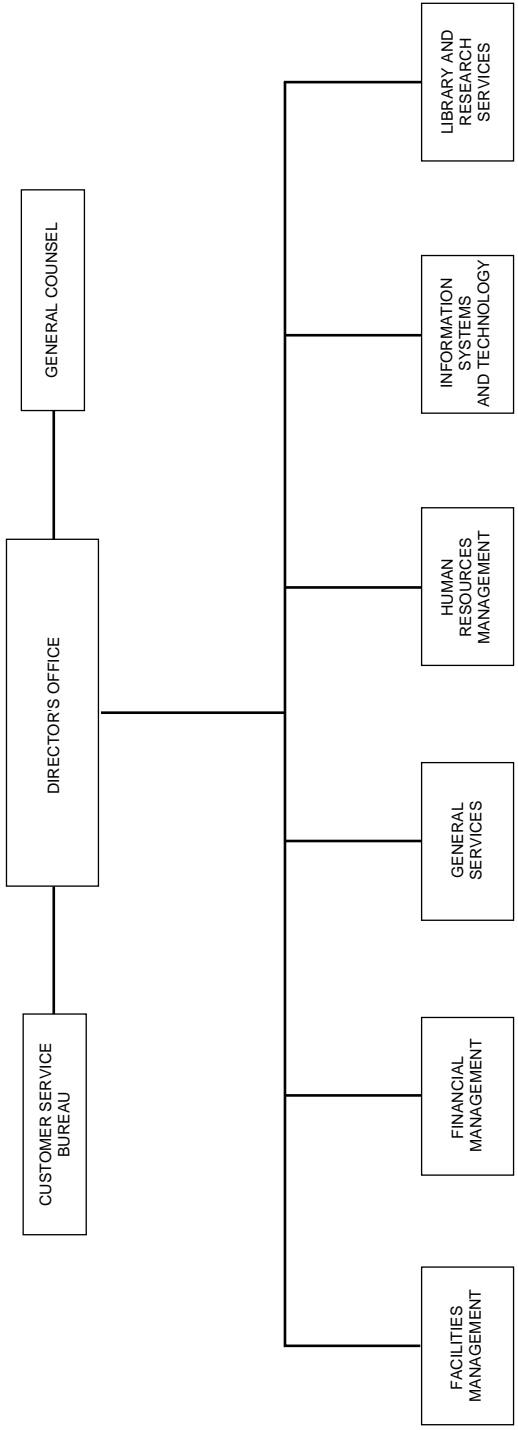 DIRECTOR'S OFFICE
CUSTOMER SERVICE
BUREAU
GENERAL COUNSEL
FACILITIES
MANAGEMENT
FINANCIAL
MANAGEMENT
GENERAL
SERVICES
HUMAN
RESOURCES
MANAGEMENT
INFORMATION
SYSTEMS
AND TECHNOLOGY
LIBRARY AND
RESEARCH
SERVICES